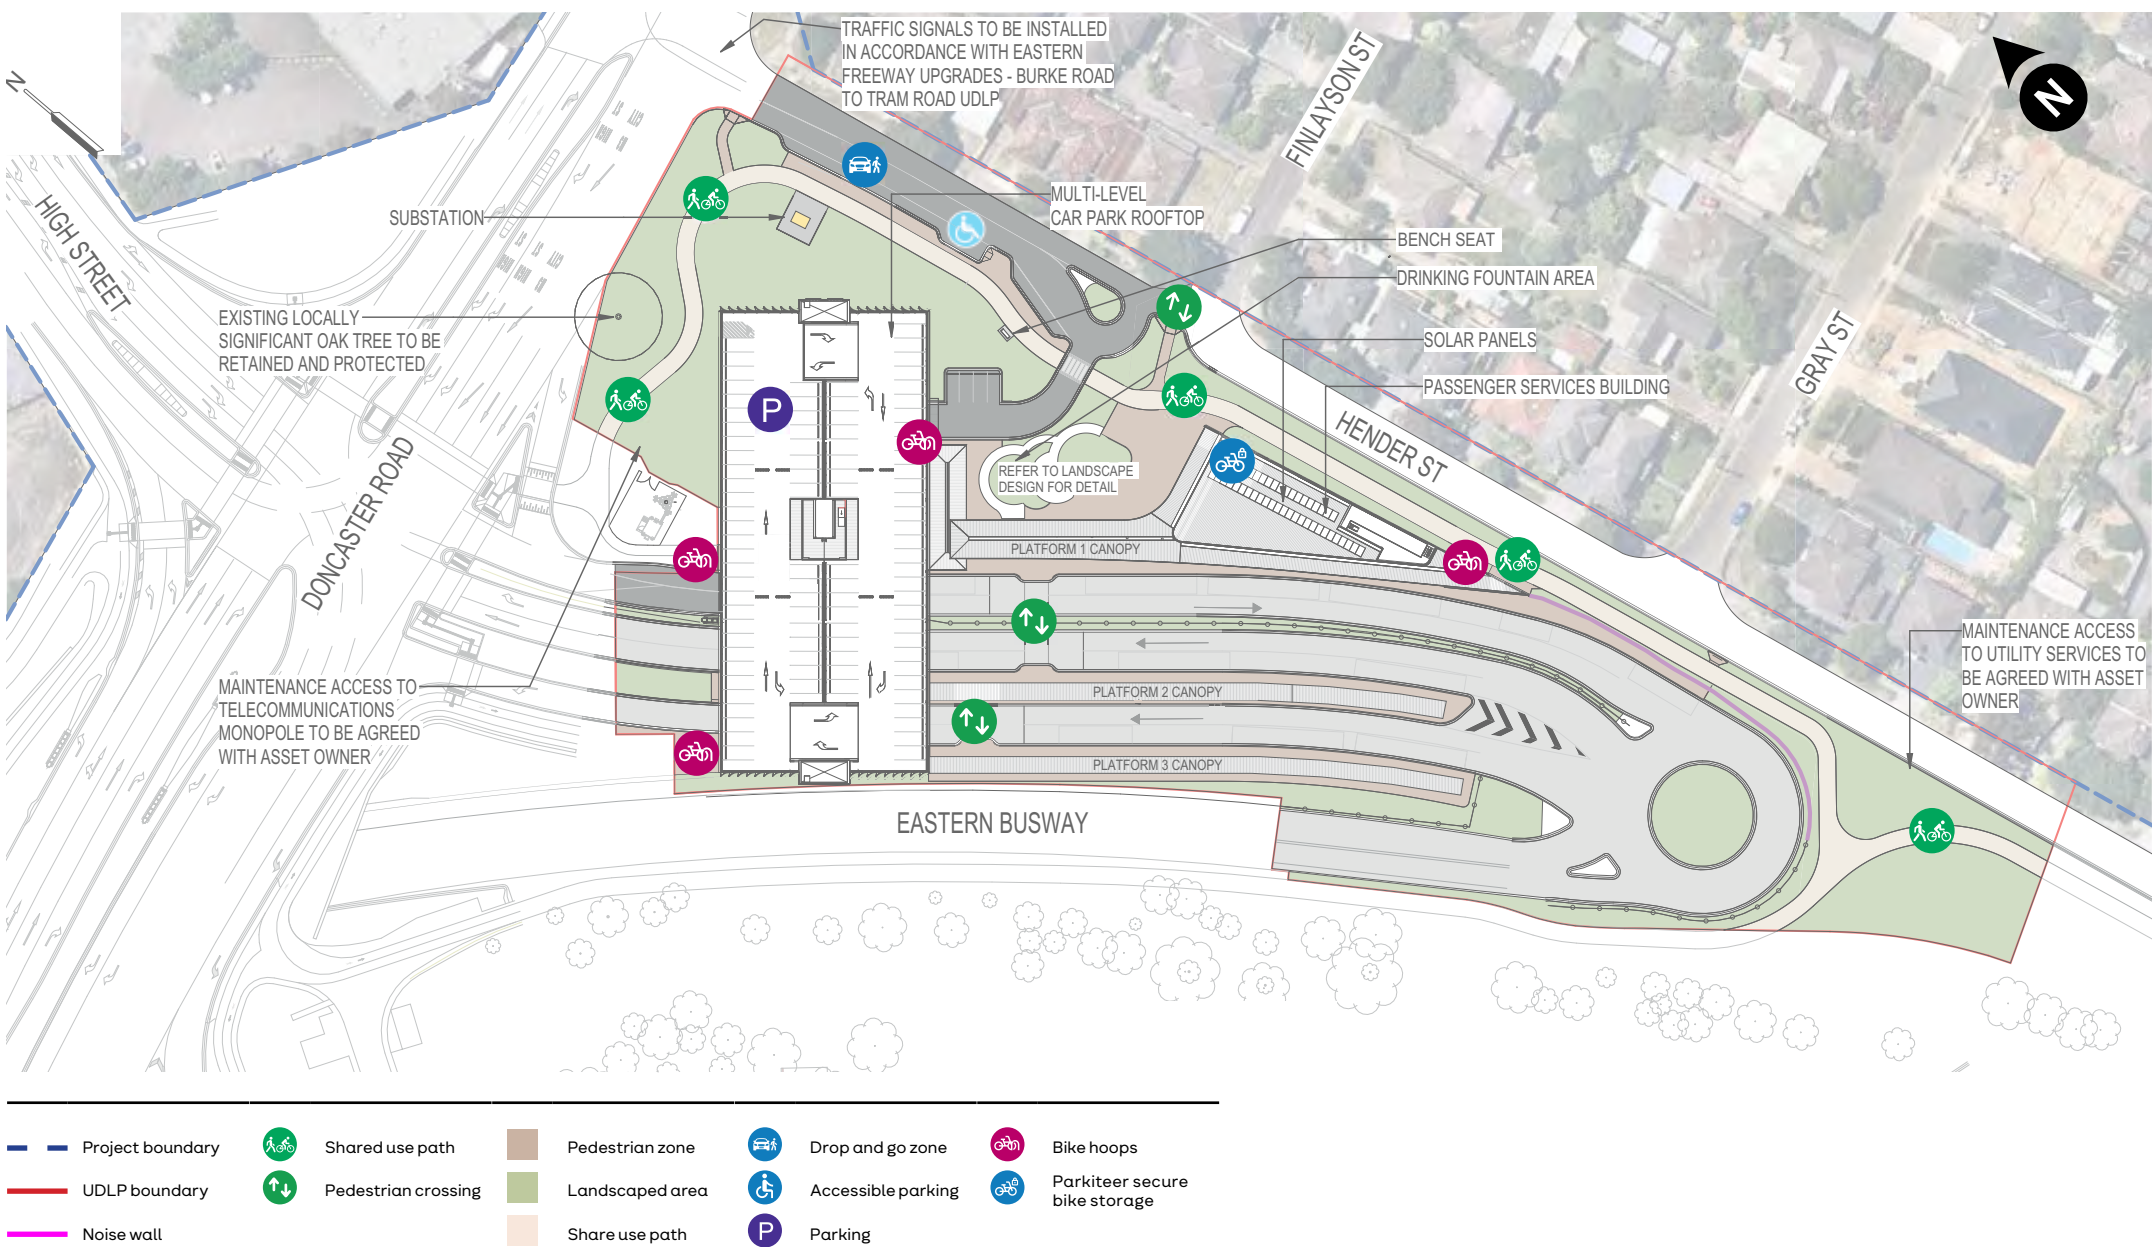 TRAFFIC SIGNALS TO BE INSTALLED
IN ACCORDANCE WITH EASTERN
FREEWAY UPGRADES - BURKE ROAD
TO TRAM ROAD UDLP
N
N
FINLAYSON ST
HIGH STREET
SUBSTATION
MULTI-LEVEL
CAR PARK ROOFTOP
BENCH SEAT
DRINKING FOUNTAIN AREA
EXISTING LOCALLY
SIGNIFICANT OAK TREE TO BE
RETAINED AND PROTECTED
SOLAR PANELS
PASSENGER SERVICES BUILDING
GRAY ST
P
HENDER ST
DONCASTER ROAD
REFER TO LANDSCAPE
DESIGN FOR DETAIL
PLATFORM 1 CANOPY
MAINTENANCE ACCESS
TO UTILITY SERVICES TO
BE AGREED WITH ASSET
OWNER
MAINTENANCE ACCESS TO
TELECOMMUNICATIONS
MONOPOLE TO BE AGREED
WITH ASSET OWNER
PLATFORM 2 CANOPY
PLATFORM 3 CANOPY
EASTERN BUSWAY
Project boundary
UDLP boundary
Noise wall
Shared use path
Pedestrian crossing
Pedestrian zone
Landscaped area
Share use path
Drop and go zone
Accessible parking
P Parking
Bike hoops
Parkiteer secure
bike storage